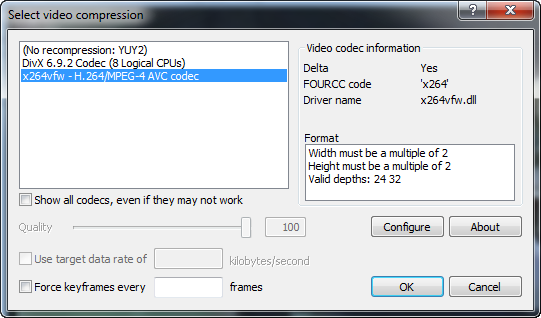 Select video compression
(No recompression: YUY2)
DivX 6.9.2 Codec (8 Logical CPUs)
x264vfw - H.264/MPEG-4 AVC codec
Video codec information
Delta Yes
FOURCC code 'x264'
Driver name x264vfw.dll
Format
Width must be a multiple of 2
Height must be a multiple of 2
Valid depths: 24 32
Show all codecs, even if they may not work
Quality 100
Configure About
Use target data rate of kilobytes/second
Force keyframes every frames
OK Cancel